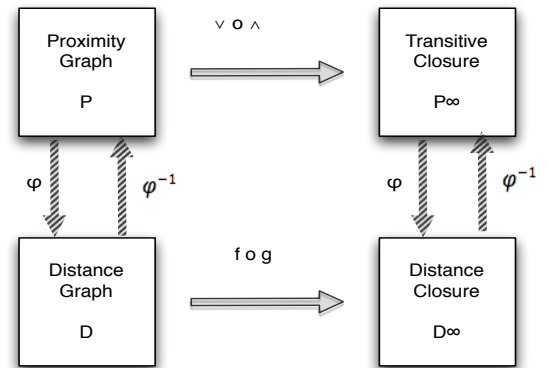 ∨ o ∧
Proximity
Graph
P
Transitive
Closure
P∞
φ
φ⁻¹
φ
φ⁻¹
f o g
Distance
Graph
D
Distance
Closure
D∞